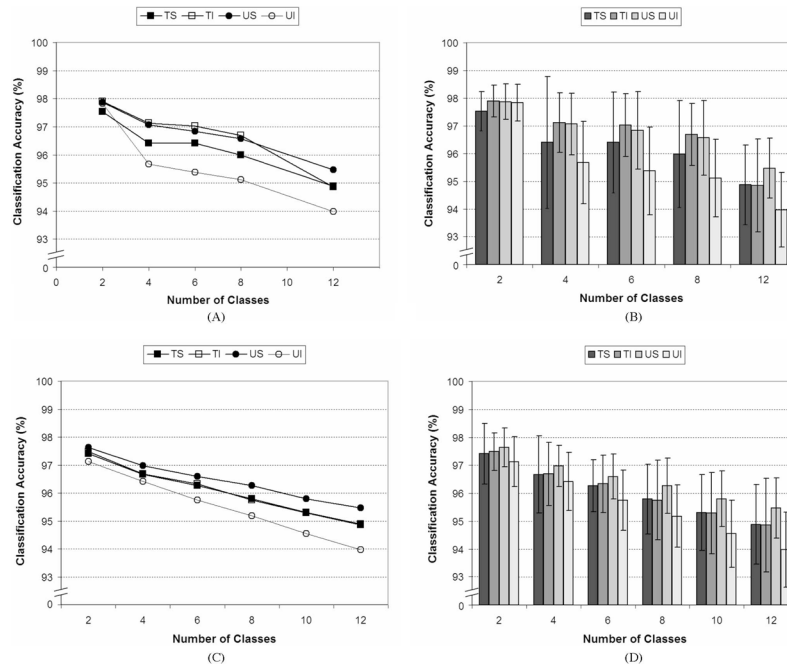 TS TI US UI
TS TI US UI
Classification Accuracy (%)
100
99
98
97
96
95
94
93
0
0 2 4 6 8 10 12
Number of Classes
(A)
Classification Accuracy (%)
100
99
98
97
96
95
94
93
0
2 4 6 8 12
Number of Classes
(B)
TS TI US UI
TS TI US UI
Classification Accuracy (%)
100
99
98
97
96
95
94
93
0
2 4 6 8 10 12
Number of Classes
(C)
Classification Accuracy (%)
100
99
98
97
96
95
94
93
0
2 4 6 8 10 12
Number of Classes
(D)